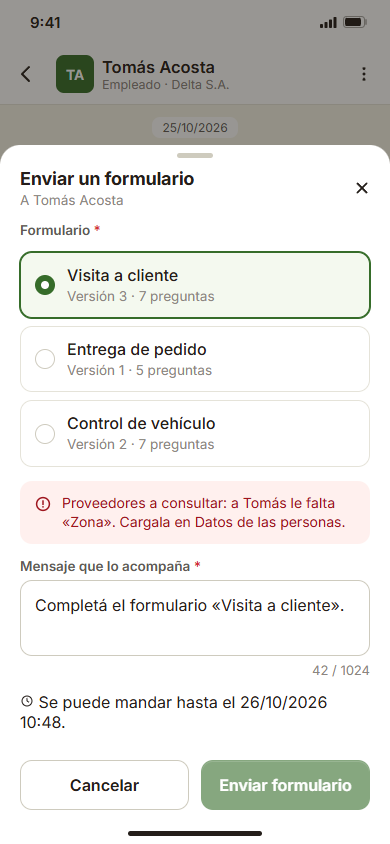 9:41
TA
Tomás Acosta
Empleado · Delta S.A.
25/10/2026
Enviar un formulario
A Tomás Acosta
Formulario *
Visita a cliente
Versión 3 · 7 preguntas
Entrega de pedido
Versión 1 · 5 preguntas
Control de vehículo
Versión 2 · 7 preguntas
Proveedores a consultar: a Tomás le falta
«Zona». Cargala en Datos de las personas.
Mensaje que lo acompaña *
Completá el formulario «Visita a cliente».
42 / 1024
Se puede mandar hasta el 26/10/2026
10:48.
Cancelar
Enviar formulario